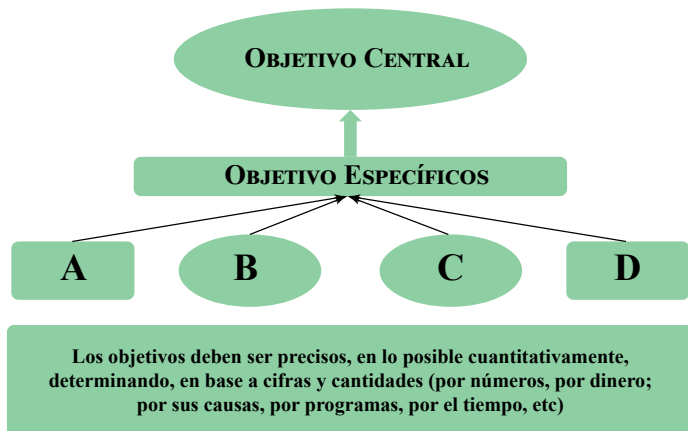 Objetivo Central
Objetivo Específicos
A
B
C
D
Los objetivos deben ser precisos, en lo posible cuantitativamente,
determinando, en base a cifras y cantidades (por números, por dinero;
por sus causas, por programas, por el tiempo, etc)